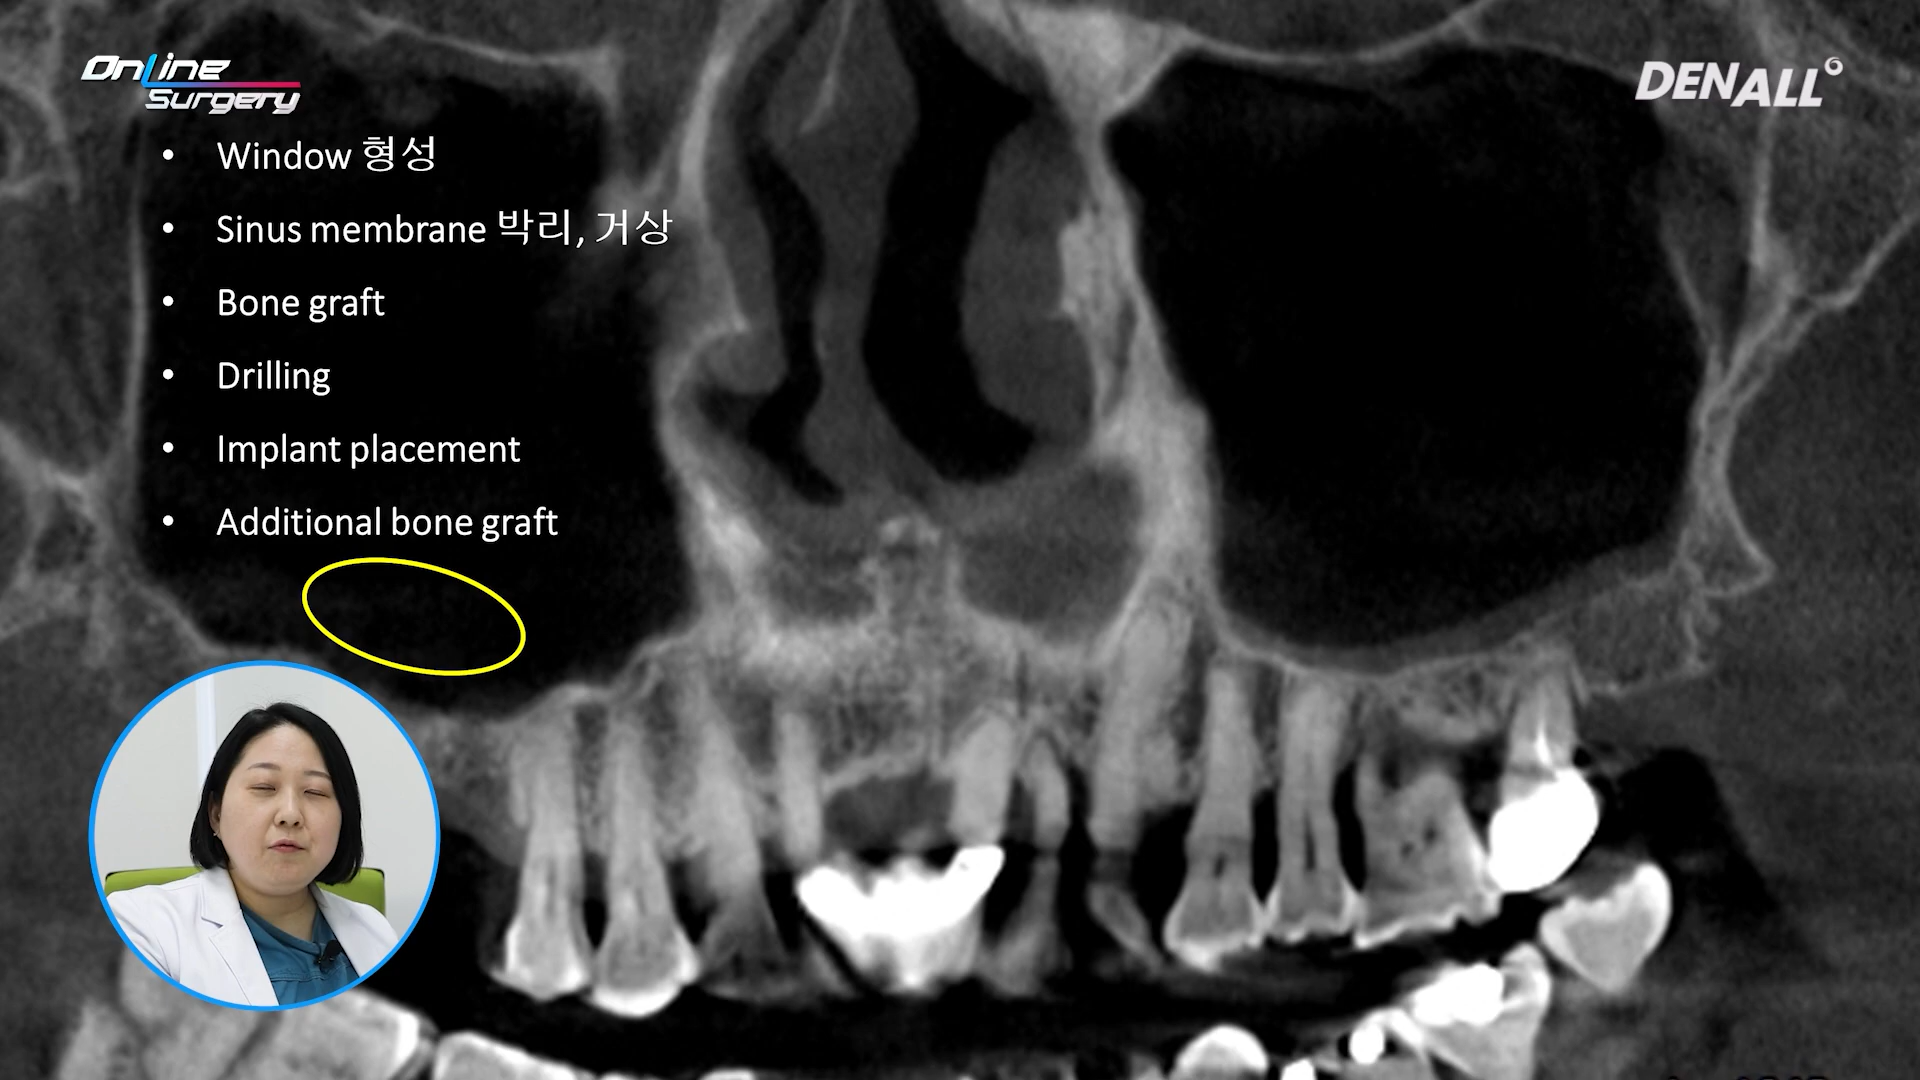 OnLine
Surgery
DENALL
• Window 형성
• Sinus membrane 박리, 거상
• Bone graft
• Drilling
• Implant placement
• Additional bone graft